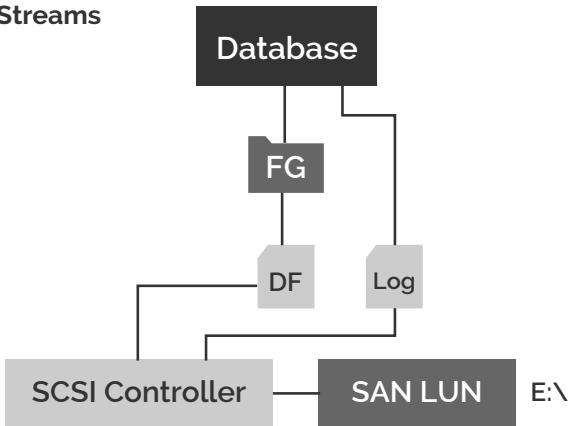 Streams
Database
FG
DF
Log
SCSI Controller
SAN LUN
E:\